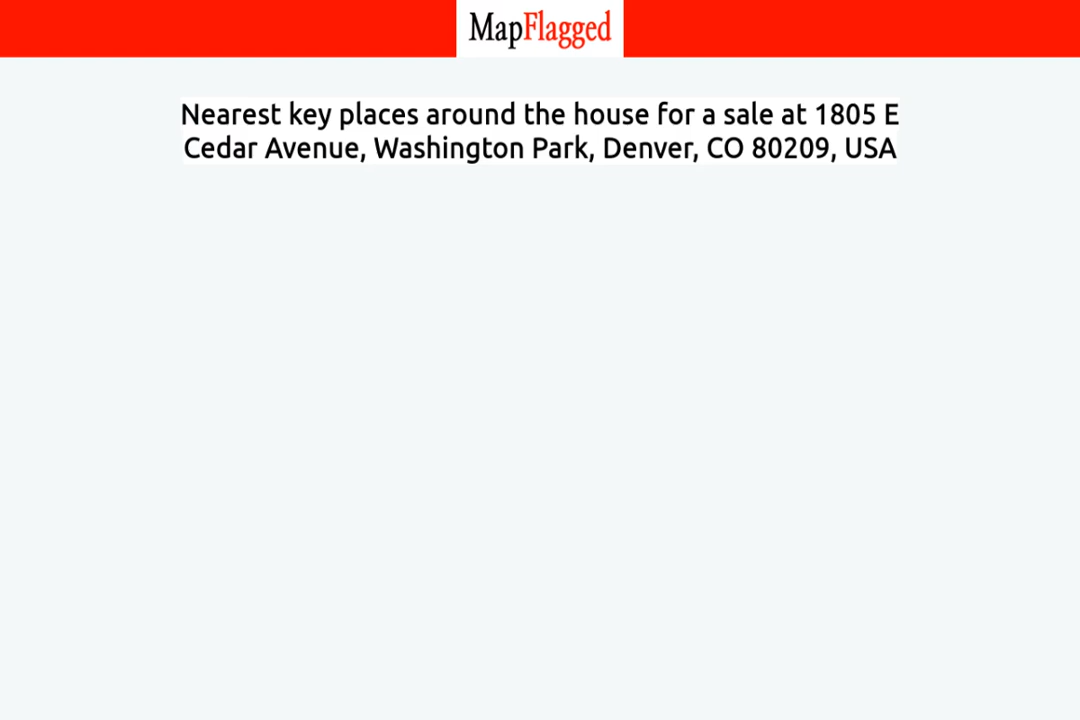 MapFlagged
Nearest key places around the house for a sale at 1805 E
Cedar Avenue, Washington Park, Denver, CO 80209, USA